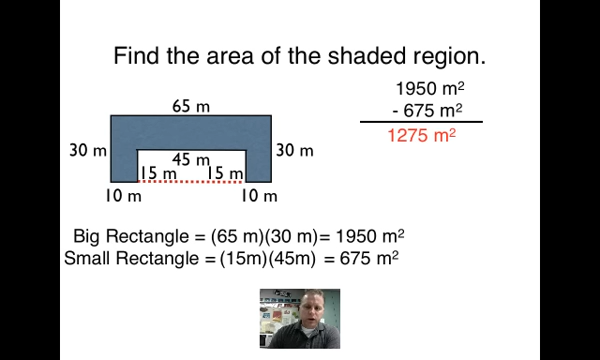 Find the area of the shaded region.
1950 m²
- 675 m²
1275 m²
65 m
30 m
45 m
30 m
15 m
15 m
10 m
10 m
Big Rectangle = (65 m)(30 m)= 1950 m²
Small Rectangle = (15m)(45m) = 675 m²